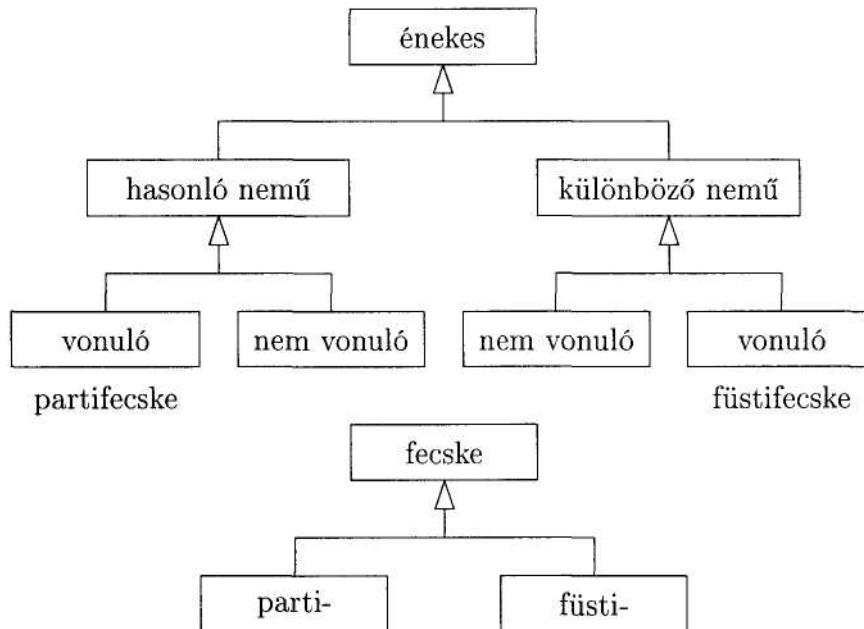 énekes
hasonló nemű különböző nemű
vonuló nem vonuló nem vonuló vonuló
partifecske füstifecske
fecske
parti- füsti-